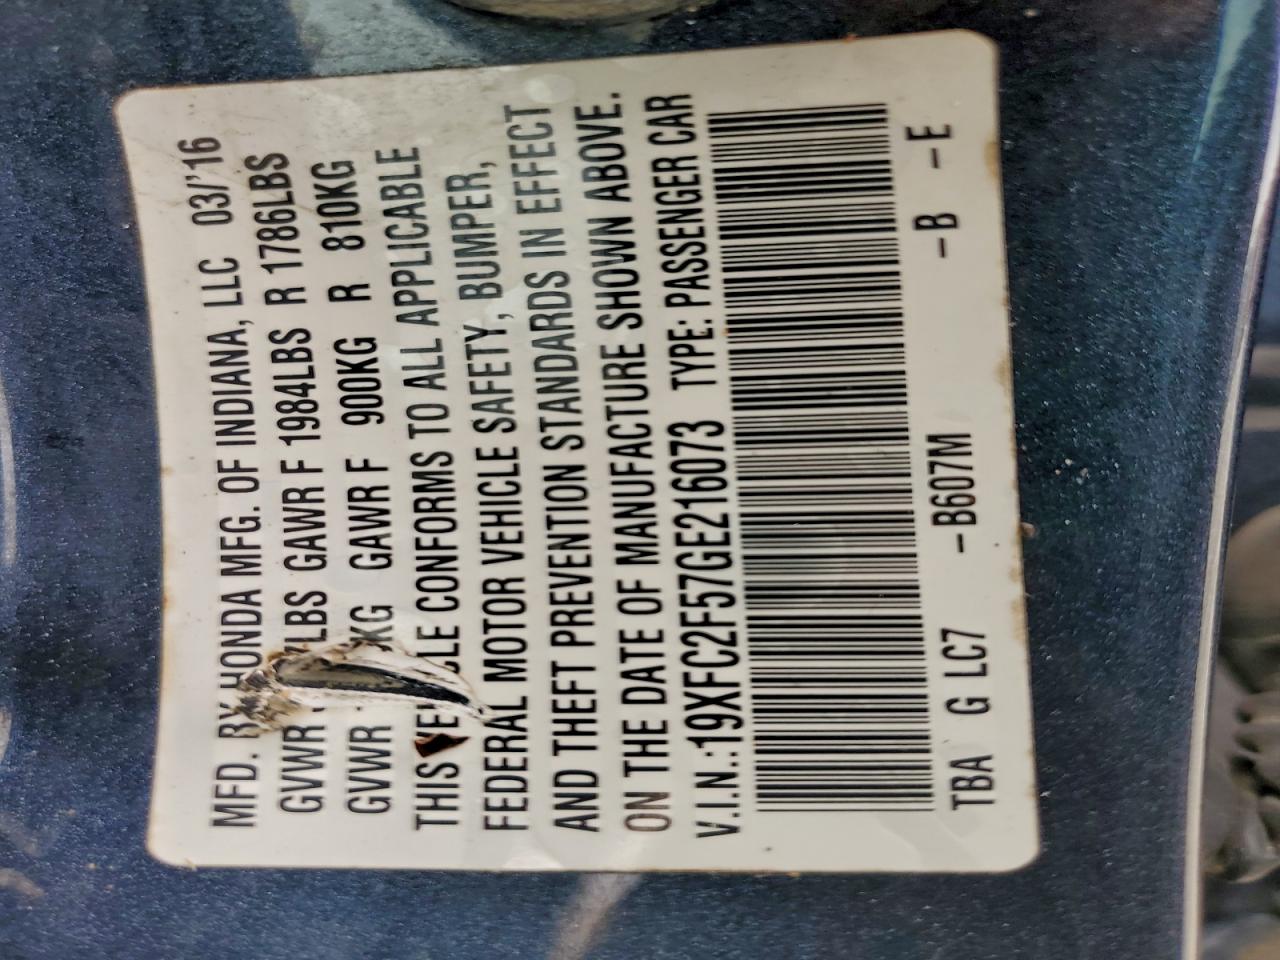 MFD. BY HONDA MFG. OF INDIANA, LLC 03/'16
GVWR LBS GAWR F 1984LBS R 1786LBS
GVWR KG GAWR F 900KG R 810KG
THIS CONFORMS TO ALL APPLICABLE
FEDERAL MOTOR VEHICLE SAFETY, BUMPER,
AND THEFT PREVENTION STANDARDS IN EFFECT
ON THE DATE OF MANUFACTURE SHOWN ABOVE.
V.I.N.:19XFC2F57GE216073 TYPE: PASSENGER CAR
TBA G LC7 -B607M -B -E